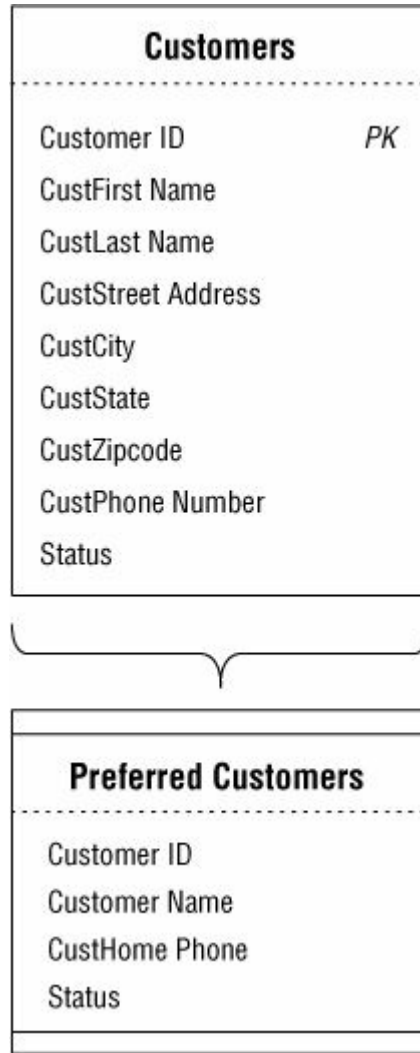 Customers
Customer ID PK
CustFirst Name
CustLast Name
CustStreet Address
CustCity
CustState
CustZipcode
CustPhone Number
Status
Preferred Customers
Customer ID
Customer Name
CustHome Phone
Status